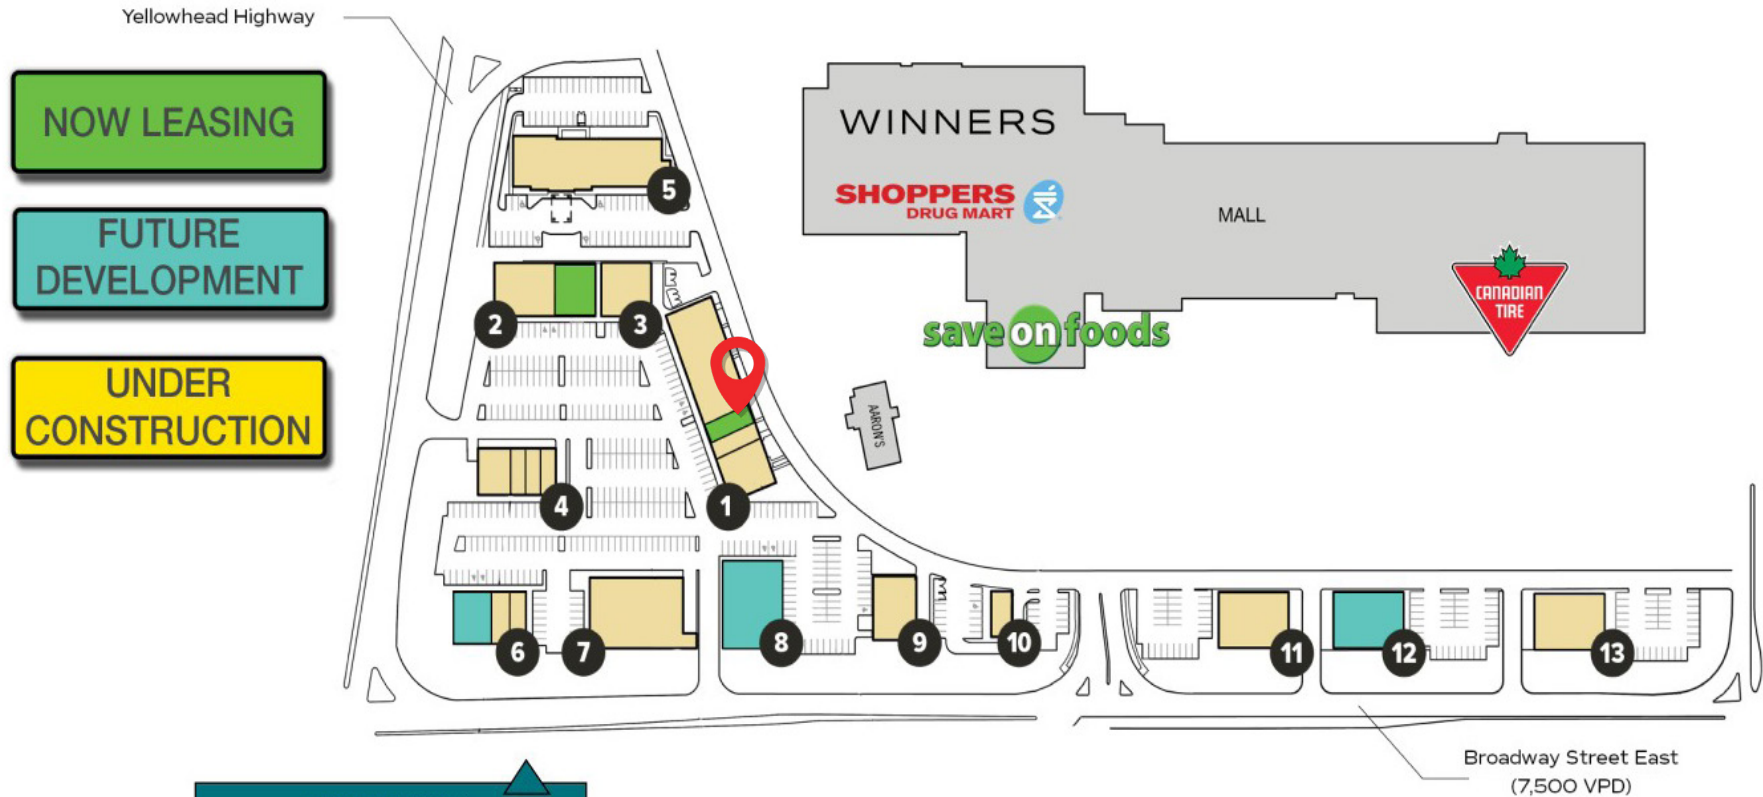 Yellowhead Highway
NOW LEASING
FUTURE
DEVELOPMENT
UNDER
CONSTRUCTION
WINNERS
SHOPPERS
DRUG MART
MALL
CANADIAN
TIRE
save on foods
AARON'S
5
2
3
4
1
6
7
8
9
10
11
12
13
Broadway Street East
(7,500 VPD)